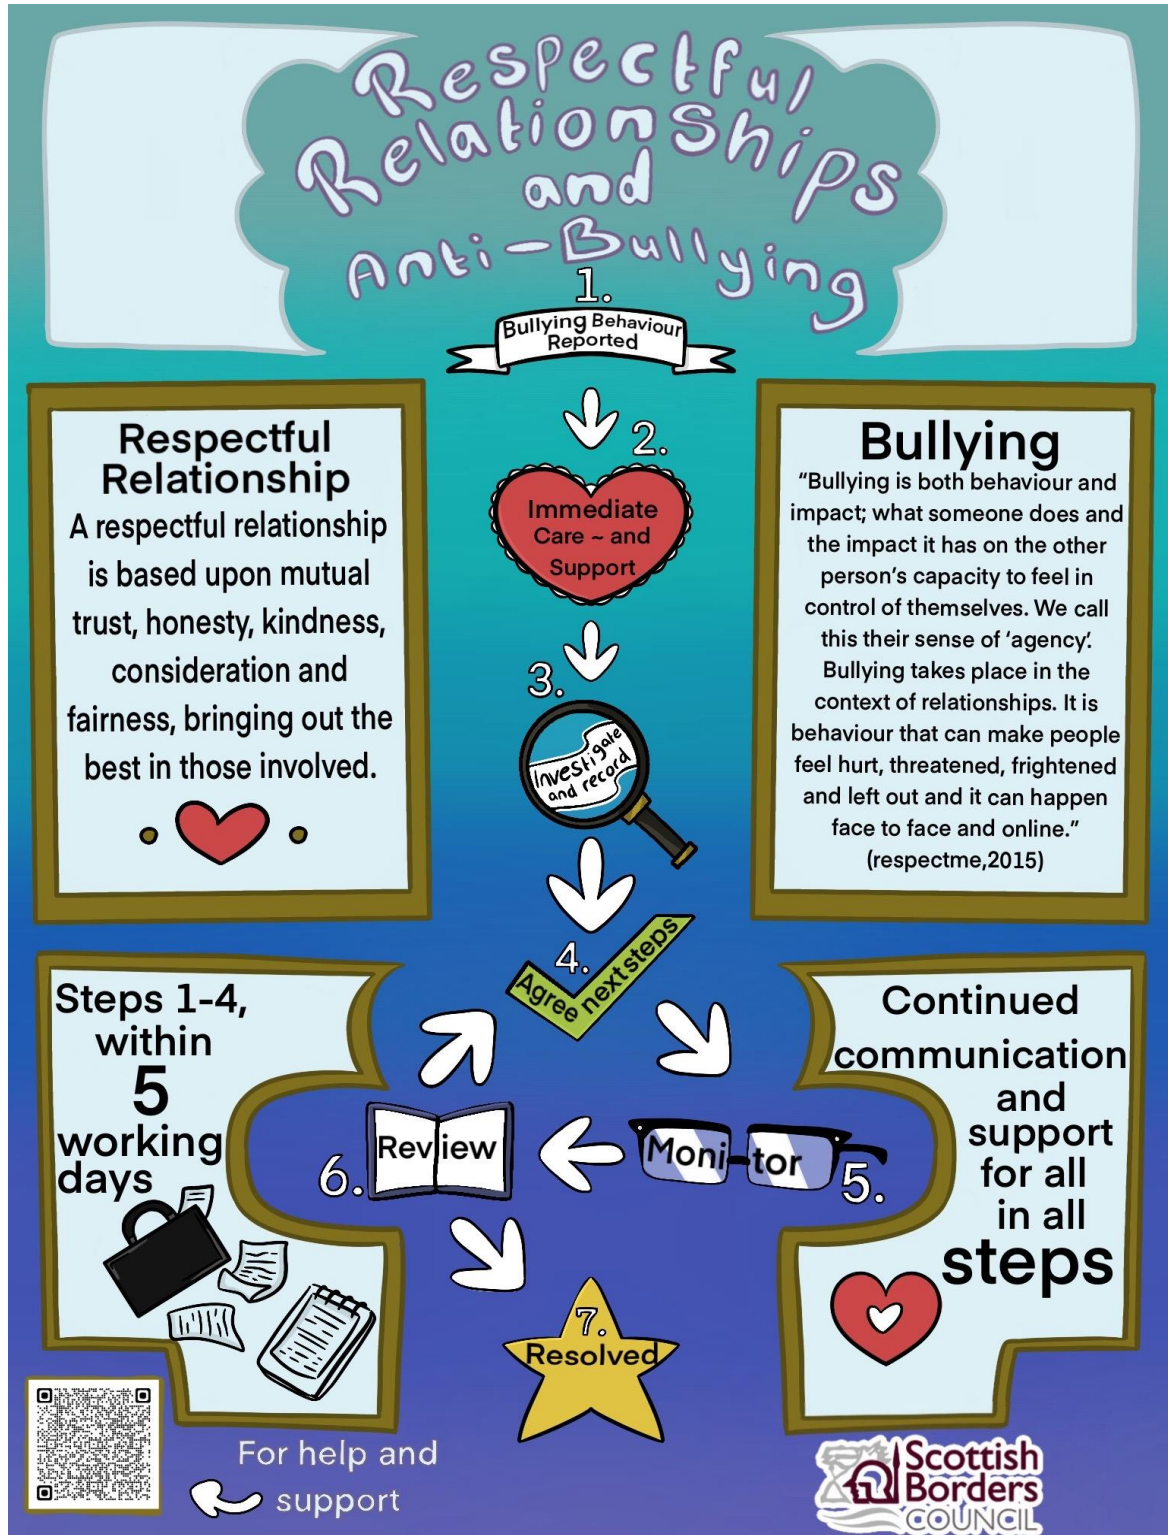 Respectful
Relationships
and
Anti-Bullying
1.
Bullying Behaviour
Reported
Respectful
Relationship
A respectful relationship
is based upon mutual
trust, honesty, kindness,
consideration and
fairness, bringing out the
best in those involved.
2.
Immediate
Care ~ and
Support
3.
Investigate
and record
Bullying
“Bullying is both behaviour and
impact; what someone does and
the impact it has on the other
person’s capacity to feel in
control of themselves. We call
this their sense of ‘agency’.
Bullying takes place in the
context of relationships. It is
behaviour that can make people
feel hurt, threatened, frightened
and left out and it can happen
face to face and online.”
(respectme,2015)
4.
Agree next steps
Steps 1-4,
within
5
working
days
Monitor
5.
6.
Review
7.
Resolved
Continued
communication
and
support
for all
in all
steps
For help and
support
Scottish
Borders
COUNCIL